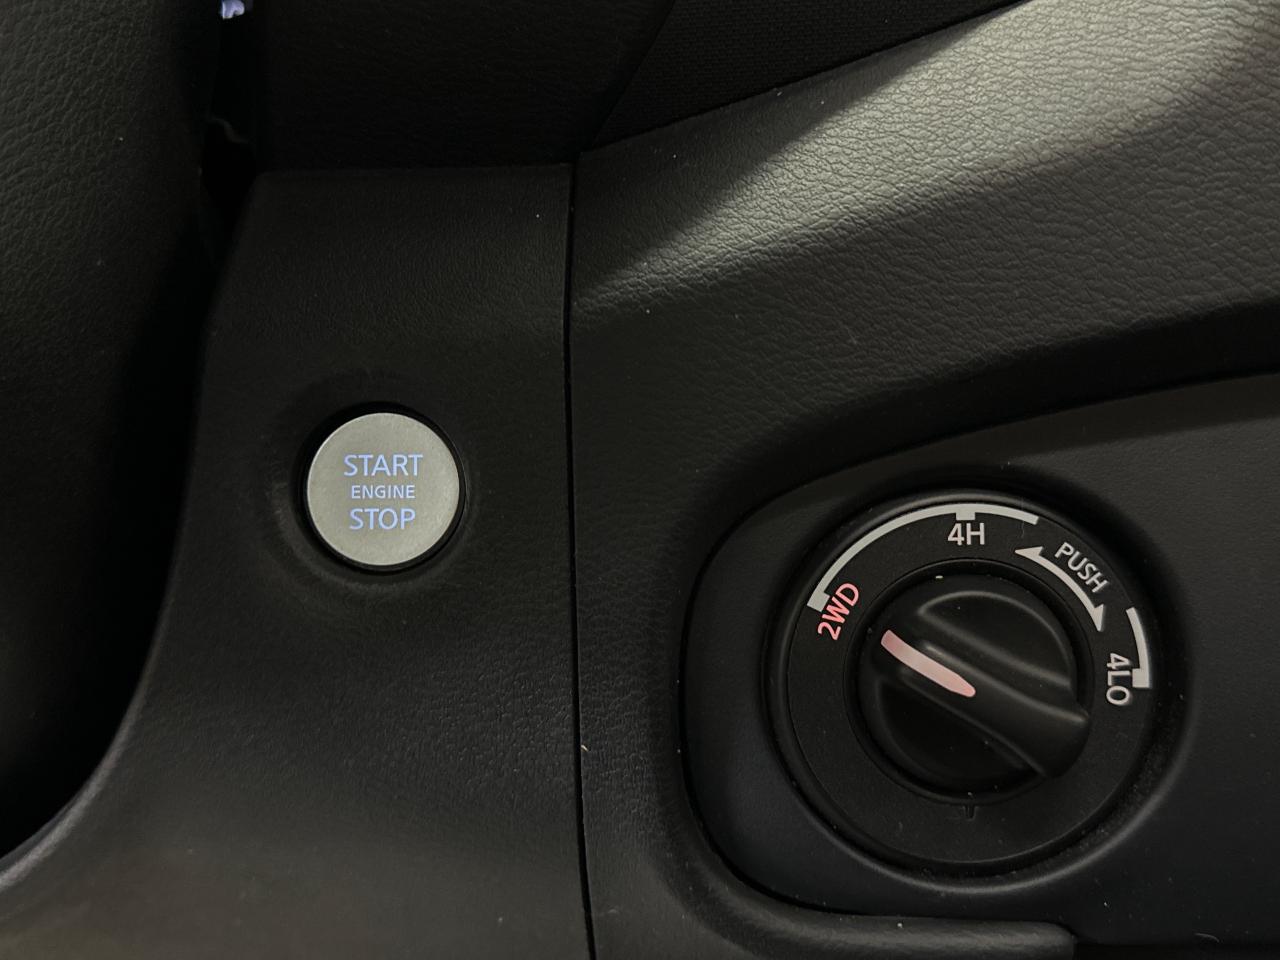 START
ENGINE
STOP
2WD
4H
PUSH
4LO